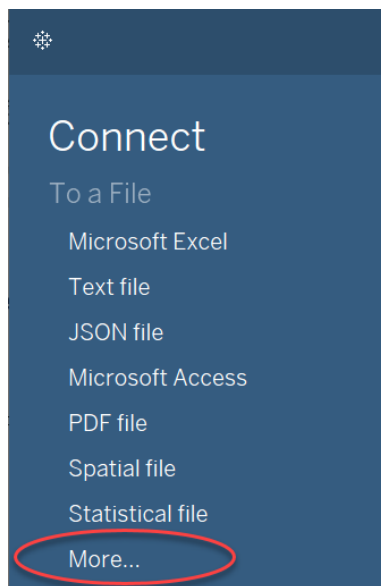 Connect
To a File
Microsoft Excel
Text file
JSON file
Microsoft Access
PDF file
Spatial file
Statistical file
More...